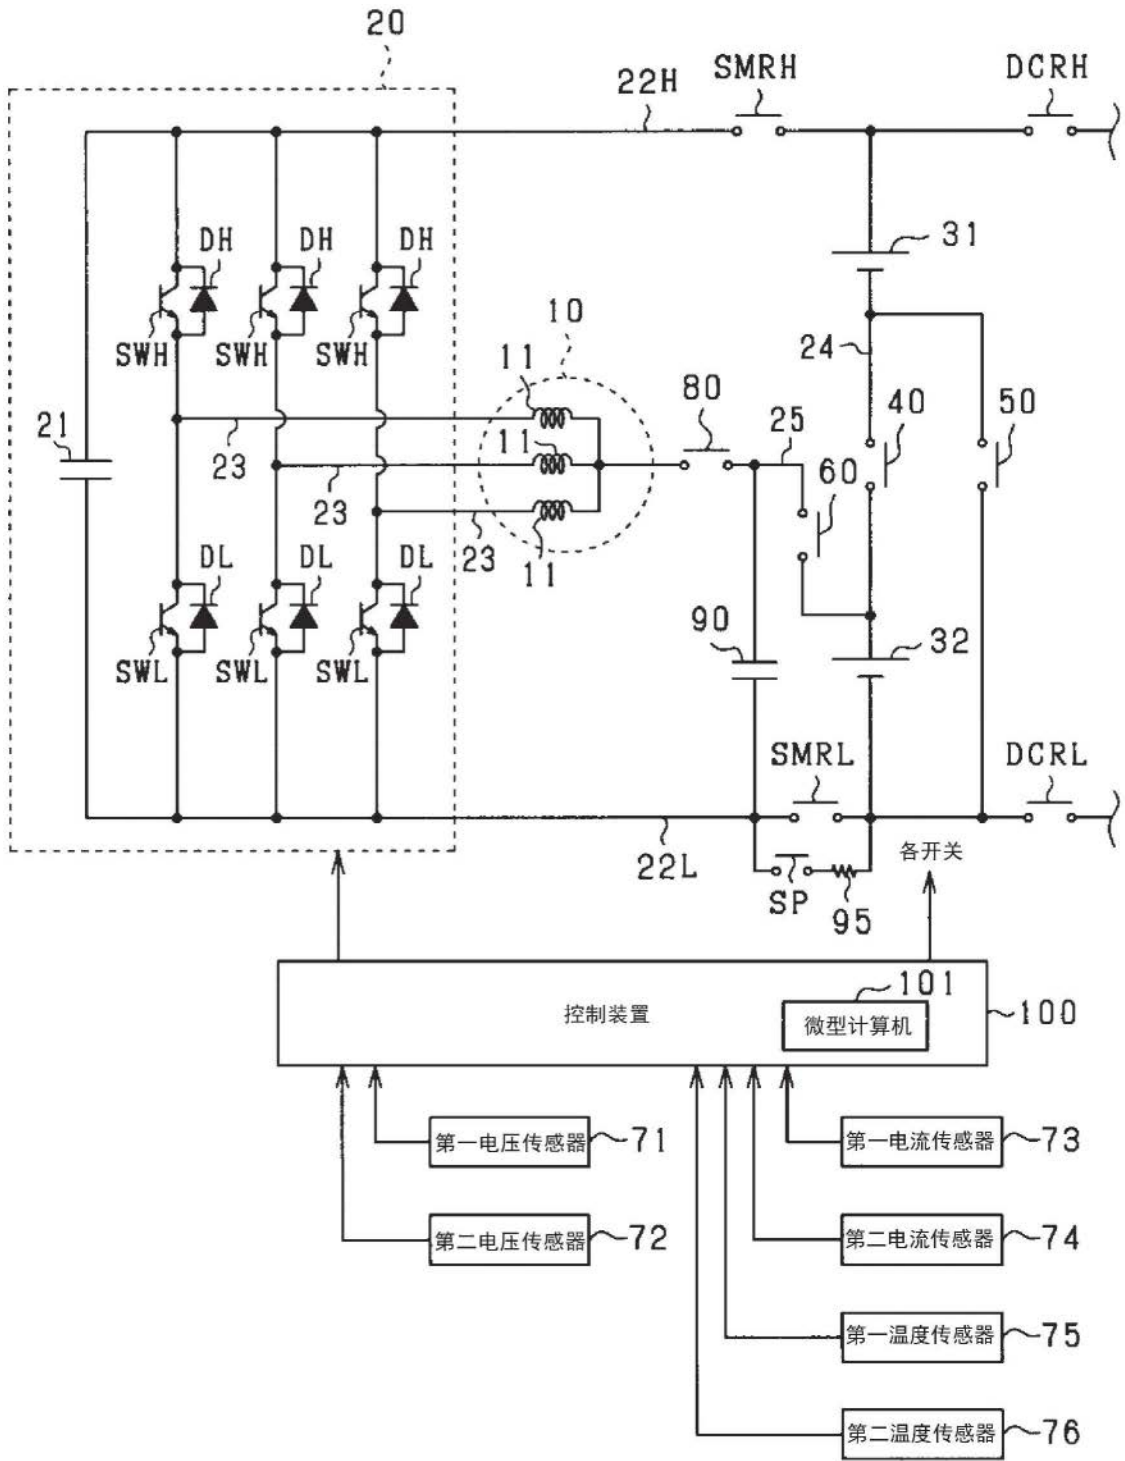 20
22H
SMRH
DCRH
DH
DH
DH
31
SWH
SWH
SWH
10
24
11
80
25
40
50
21
11
60
23
23
23
11
DL
DL
DL
90
32
SWL
SWL
SWL
SMRL
DCRL
22L
SP
95
各开关
控制装置
101
微型计算机
100
第一电压传感器
71
第一电流传感器
73
第二电压传感器
72
第二电流传感器
74
第一温度传感器
75
第二温度传感器
76